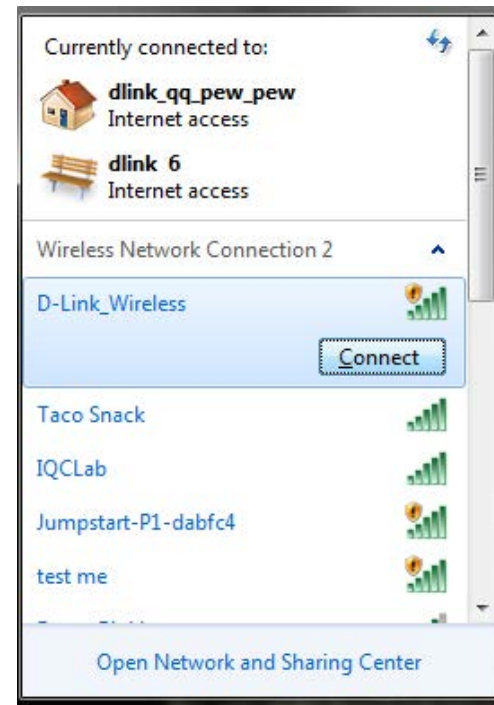 Currently connected to:
dlink_qq_pew_pew
Internet access
dlink 6
Internet access
Wireless Network Connection 2
D-Link_Wireless
Connect
Taco Snack
IQCLab
Jumpstart-P1-dabfc4
test me
Open Network and Sharing Center